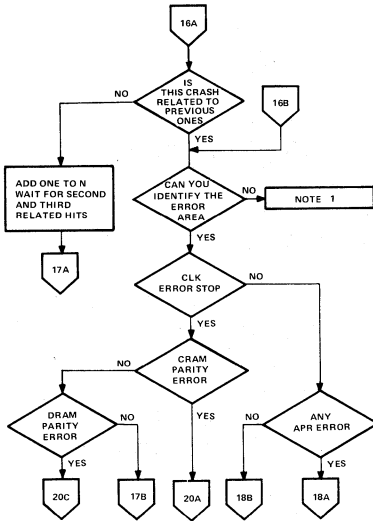 16A
IS
THIS CRASH
RELATED TO
PREVIOUS
ONES
NO
YES
16B
ADD ONE TO N
WAIT FOR SECOND
AND THIRD
RELATED HITS
17A
CAN YOU
IDENTIFY THE
ERROR
AREA
NO
NOTE 1
YES
CLK
ERROR STOP
NO
YES
CRAM
PARITY
ERROR
NO
YES
DRAM
PARITY
ERROR
NO
YES
ANY
APR ERROR
NO
YES
20C
17B
20A
18B
18A